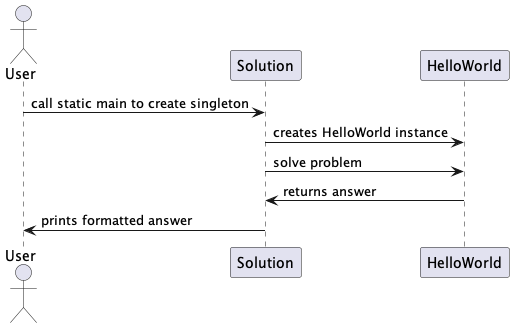 User
Solution
HelloWorld
call static main to create singleton
creates HelloWorld instance
solve problem
returns answer
prints formatted answer
User
Solution
HelloWorld